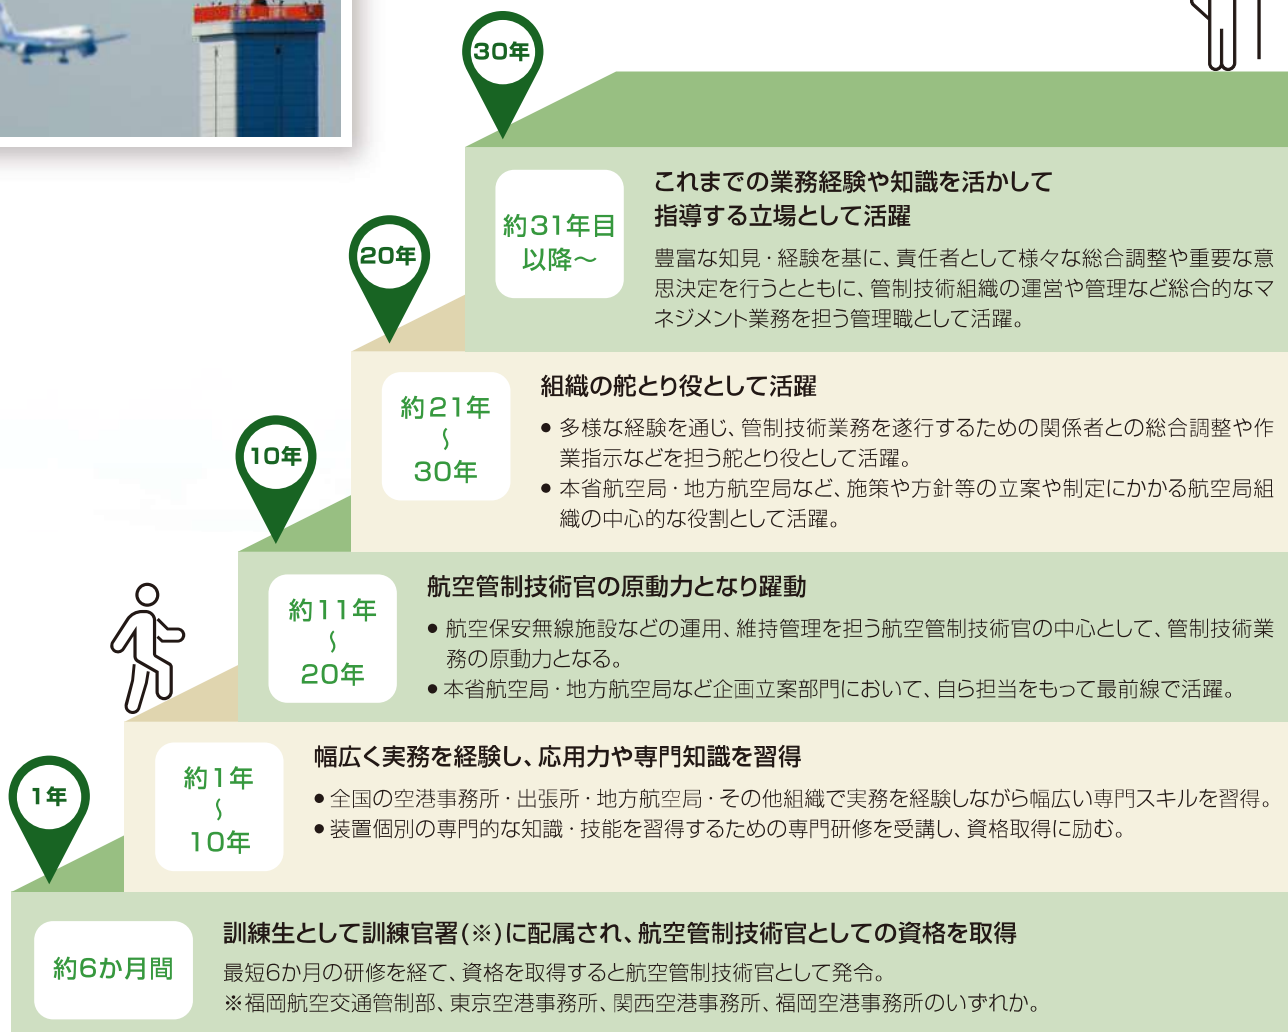 30年
約31年目
以降～
これまでの業務経験や知識を活かして
指導する立場として活躍
豊富な知見・経験を基に、責任者として様々な総合調整や重要な意
思決定を行うとともに、管制技術組織の運営や管理など総合的なマ
ネジメント業務を担う管理職として活躍。
20年
約21年
～
30年
組織の舵とり役として活躍
● 多様な経験を通じ、管制技術業務を遂行するための関係者との総合調整や作
業指示などを担う舵とり役として活躍。
● 本省航空局・地方航空局など、施策や方針等の立案や制定にかかる航空局組
織の中心的な役割として活躍。
10年
約11年
～
20年
航空管制技術官の原動力となり躍動
● 航空保安無線施設などの運用、維持管理を担う航空管制技術官の中心として、管制技術業
務の原動力となる。
● 本省航空局・地方航空局など企画立案部門において、自ら担当をもって最前線で活躍。
1年
約1年
～
10年
幅広く実務を経験し、応用力や専門知識を習得
● 全国の空港事務所・出張所・地方航空局・その他組織で実務を経験しながら幅広い専門スキルを習得。
● 装置個別の専門的な知識・技能を習得するための専門研修を受講し、資格取得に励む。
約6か月間
訓練生として訓練官署(※)に配属され、航空管制技術官としての資格を取得
最短6か月の研修を経て、資格を取得すると航空管制技術官として発令。
※福岡航空交通管制部、東京空港事務所、関西空港事務所、福岡空港事務所のいずれか。